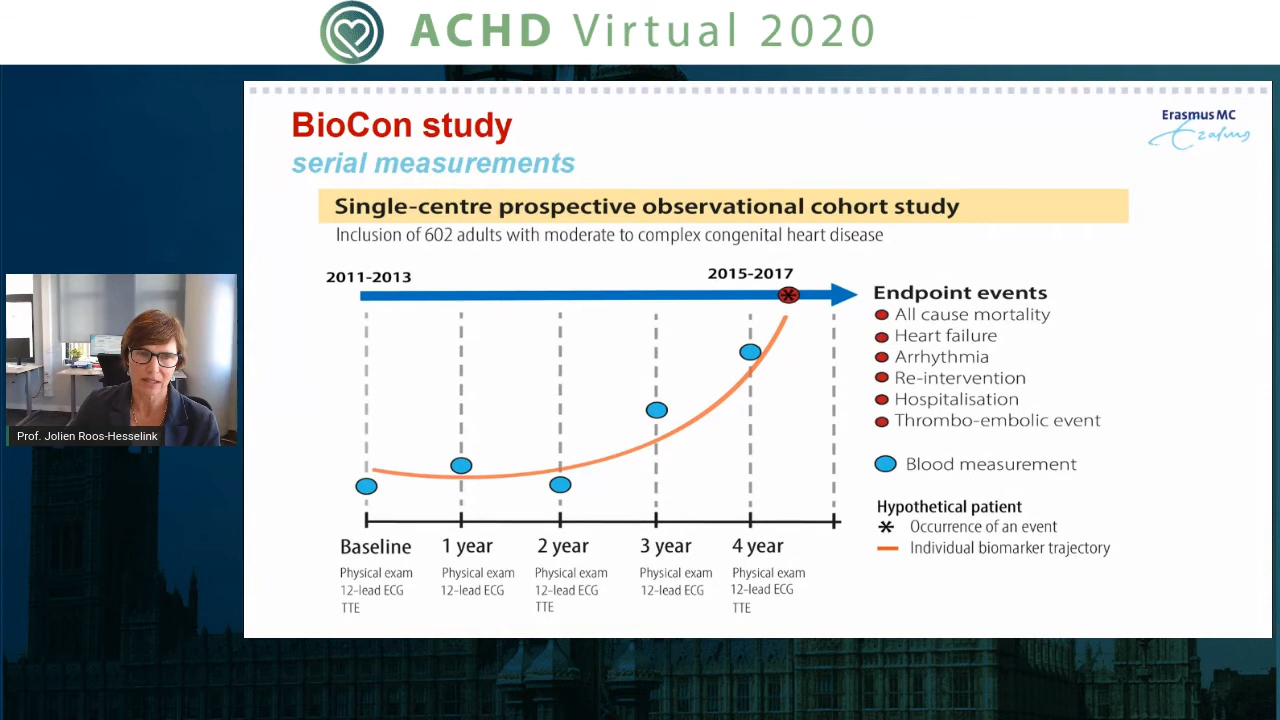 ACHD Virtual 2020
BioCon study
serial measurements
Erasmus MC
Erasmus
Single-centre prospective observational cohort study
Inclusion of 602 adults with moderate to complex congenital heart disease
2011-2013
2015-2017
Endpoint events
All cause mortality
Heart failure
Arrhythmia
Re-intervention
Hospitalisation
Thrombo-embolic event
Blood measurement
Hypothetical patient
* Occurrence of an event
Individual biomarker trajectory
Baseline
Physical exam
12-lead ECG
TTE
1 year
Physical exam
12-lead ECG
2 year
Physical exam
12-lead ECG
TTE
3 year
Physical exam
12-lead ECG
4 year
Physical exam
12-lead ECG
TTE
Prof. Jolien Roos-Hesselink